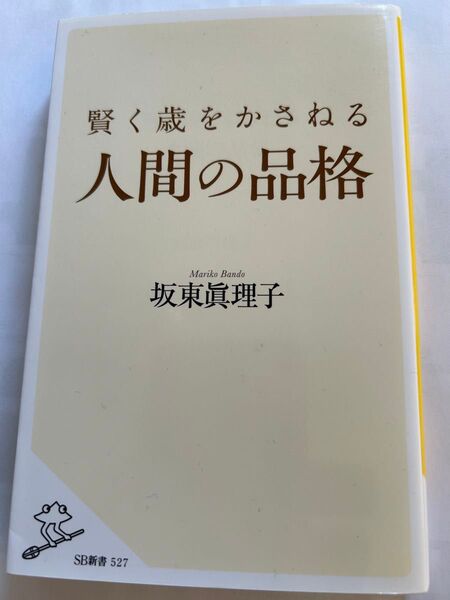 賢く歳をかさねる
人間の品格
Mariko Bando
坂東眞理子
SB新書 527